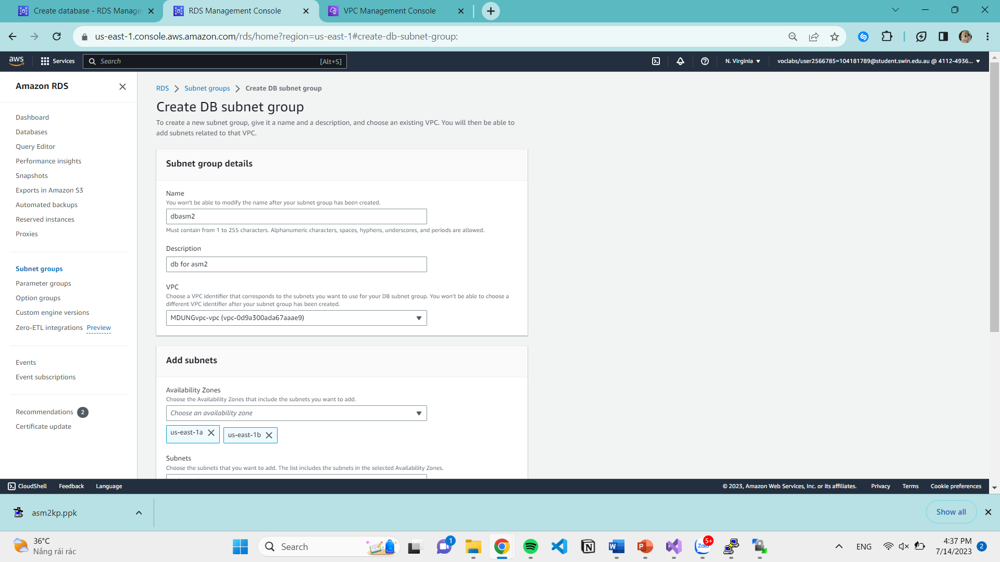 Create database - RDS Manage
RDS Management Console
VPC Management Console
us-east-1.console.aws.amazon.com/rds/home?region=us-east-1#create-db-subnet-group:
aws
Services
Search
[Alt+S]
N. Virginia
voclabs/user2566785=104181789@student.swin.edu.au @ 4112-4936...
Amazon RDS
Dashboard
Databases
Query Editor
Performance insights
Snapshots
Exports in Amazon S3
Automated backups
Reserved instances
Proxies
Subnet groups
Parameter groups
Option groups
Custom engine versions
Zero-ETL integrations Preview
Events
Event subscriptions
Recommendations 2
Certificate update
RDS > Subnet groups > Create DB subnet group
Create DB subnet group
To create a new subnet group, give it a name and a description, and choose an existing VPC. You will then be able to
add subnets related to that VPC.
Subnet group details
Name
You won't be able to modify the name after your subnet group has been created.
dbasm2
Must contain from 1 to 255 characters. Alphanumeric characters, spaces, hyphens, underscores, and periods are allowed.
Description
db for asm2
VPC
Choose a VPC identifier that corresponds to the subnets you want to use for your DB subnet group. You won't be able to choose a
different VPC identifier after your subnet group has been created.
MDUNGvpc-vpc (vpc-0d9a300ada67aaae9)
Add subnets
Availability Zones
Choose the Availability Zones that include the subnets you want to add.
Choose an availability zone
us-east-1a
us-east-1b
Subnets
Choose the subnets that you want to add. The list includes the subnets in the selected Availability Zones.
CloudShell
Feedback
Language
© 2023, Amazon Web Services, Inc. or its affiliates.
Privacy
Terms
Cookie preferences
asm2kp.ppk
Show all
36°C
Nắng rải rác
Search
1
5+
Zalo
ENG
4:37 PM
7/14/2023
2